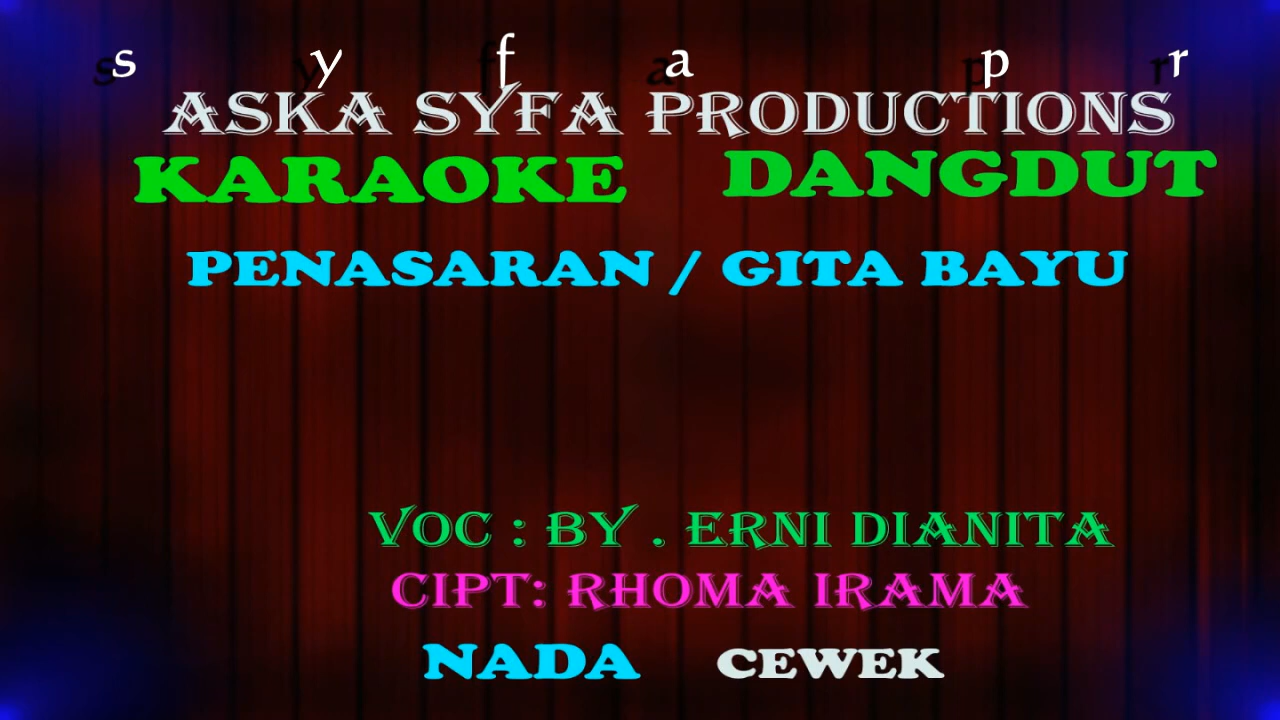 s y f a p r
ASKA SYFA PRODUCTIONS
KARAOKE DANGDUT
PENASARAN / GITA BAYU
VOC : BY . ERNI DIANITA
CIPT: RHOMA IRAMA
NADA CEWEK